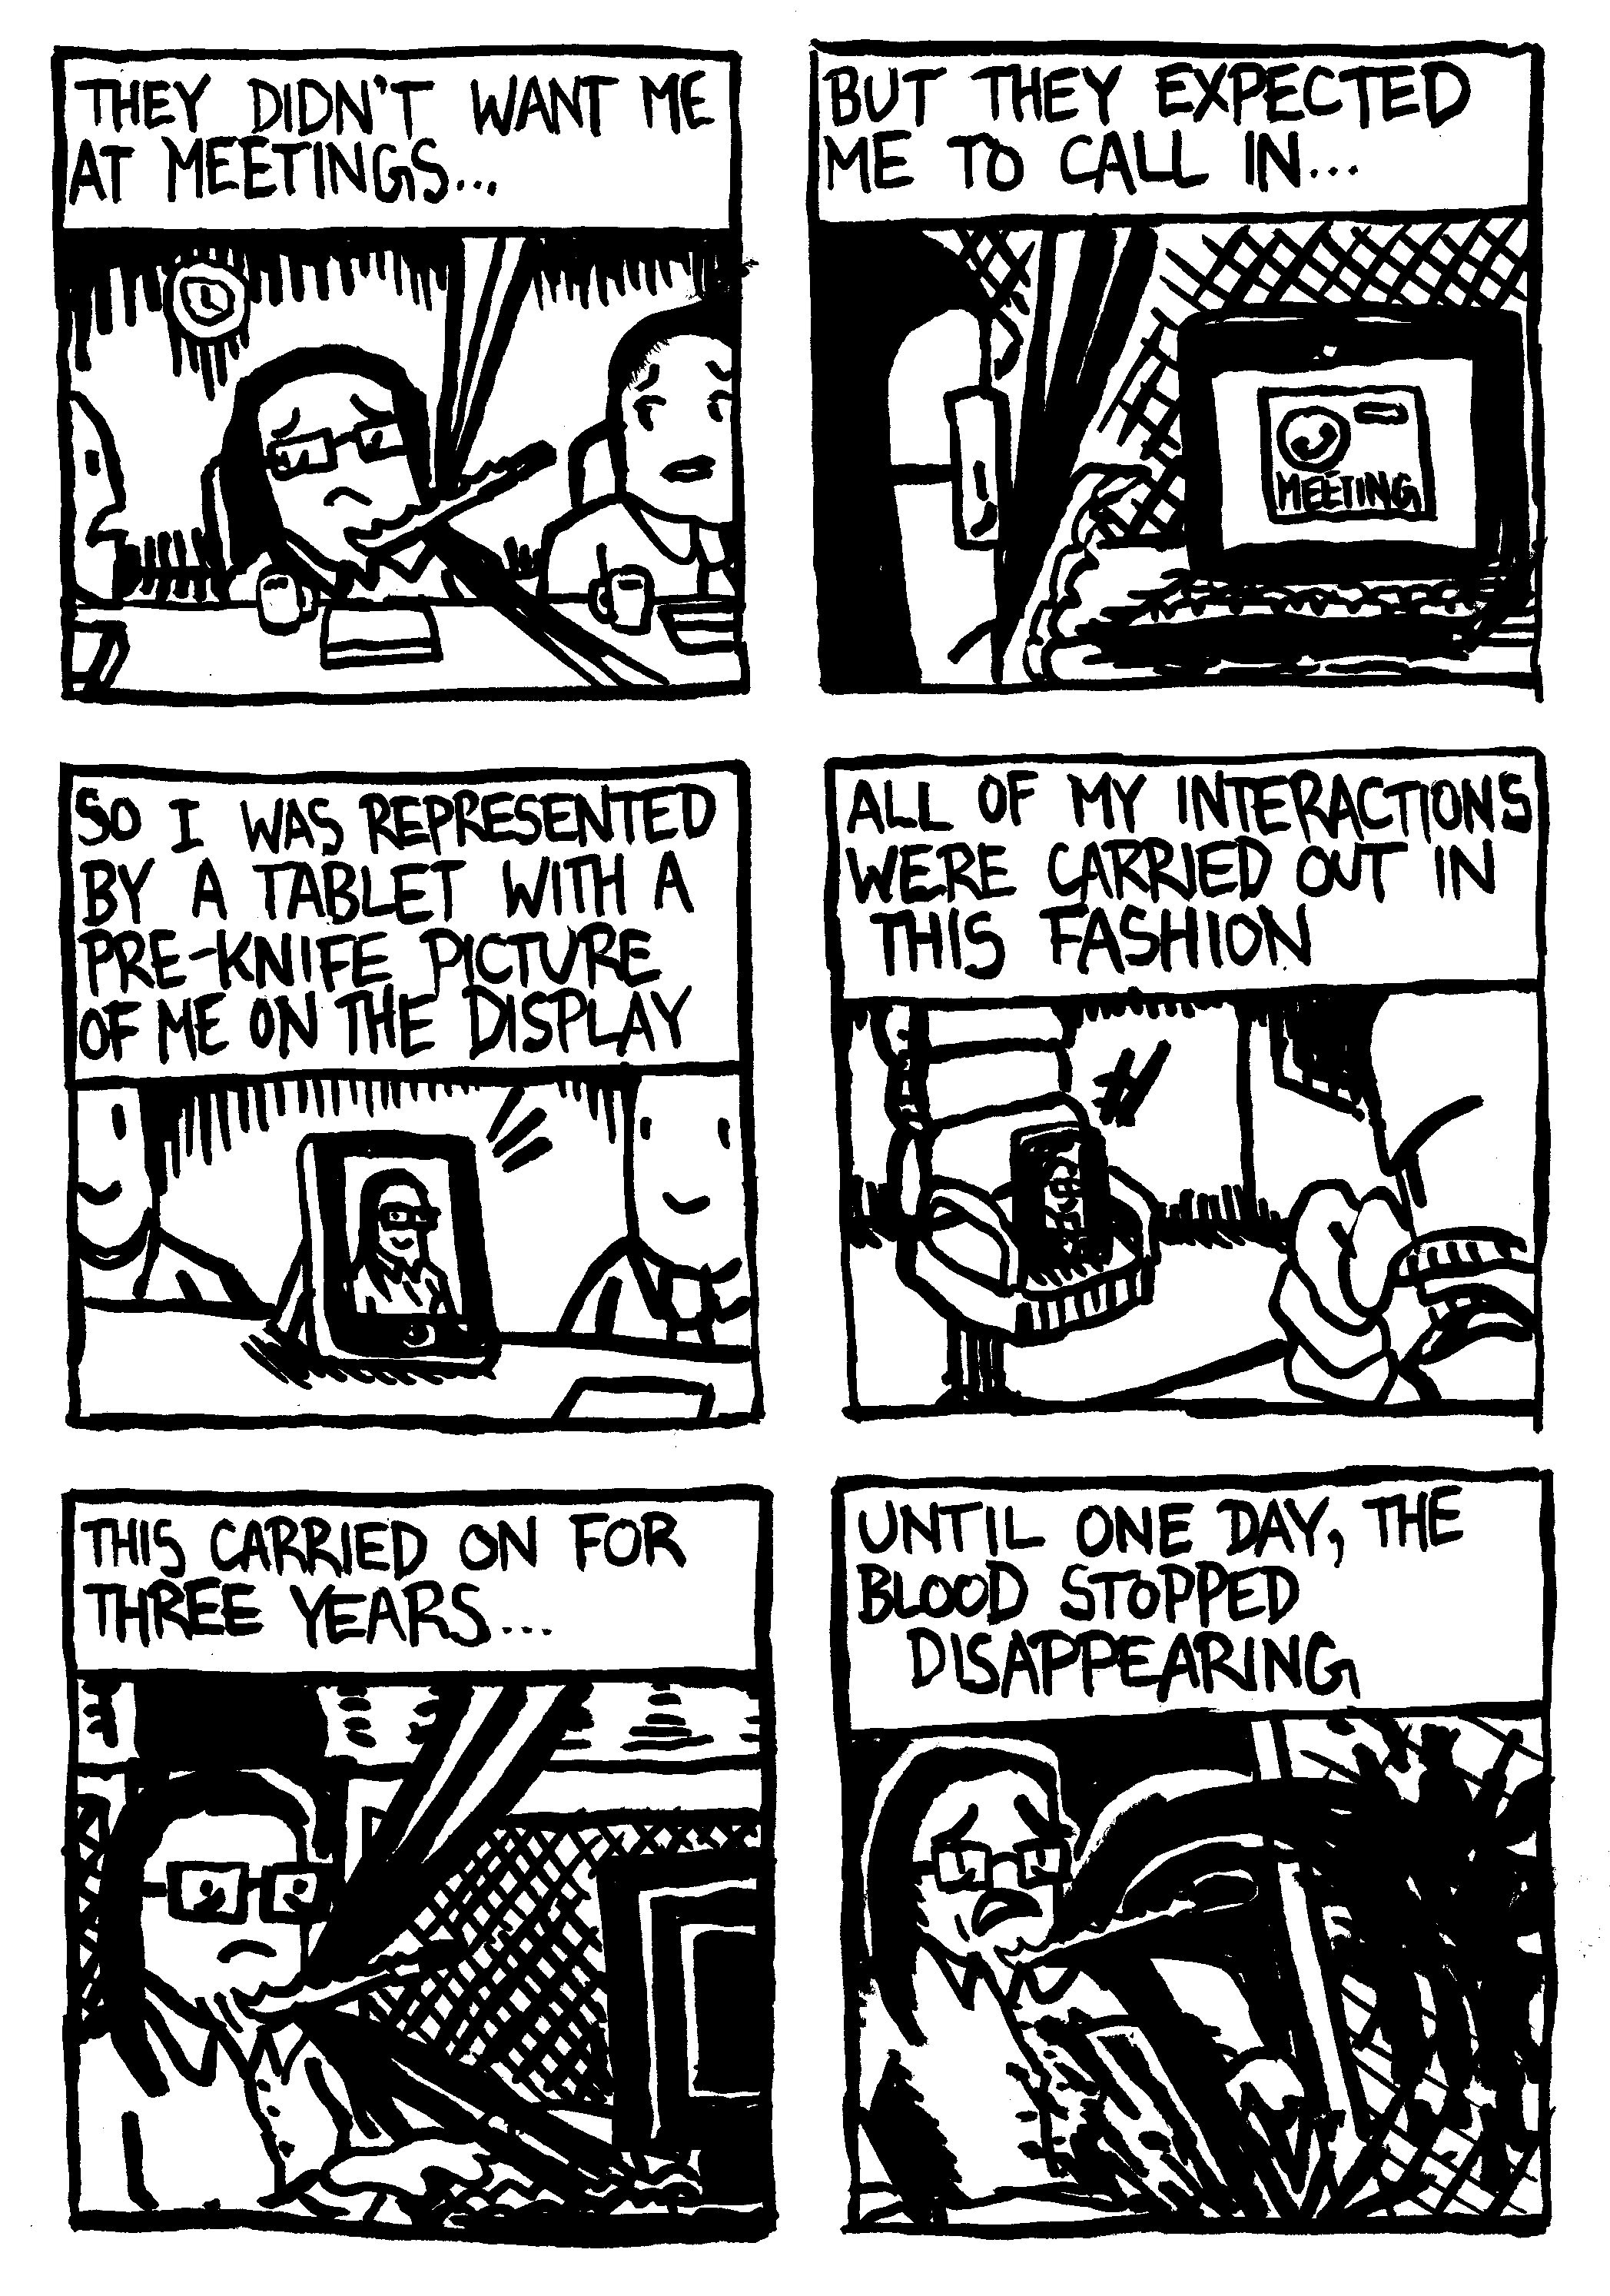 THEY DIDN'T WANT ME
AT MEETINGS...
BUT THEY EXPECTED
ME TO CALL IN...
MEETING
SO I WAS REPRESENTED
BY A TABLET WITH A
PRE-KNIFE PICTURE
OF ME ON THE DISPLAY
ALL OF MY INTERACTIONS
WERE CARRIED OUT IN
THIS FASHION
THIS CARRIED ON FOR
THREE YEARS...
UNTIL ONE DAY, THE
BLOOD STOPPED
DISAPPEARING